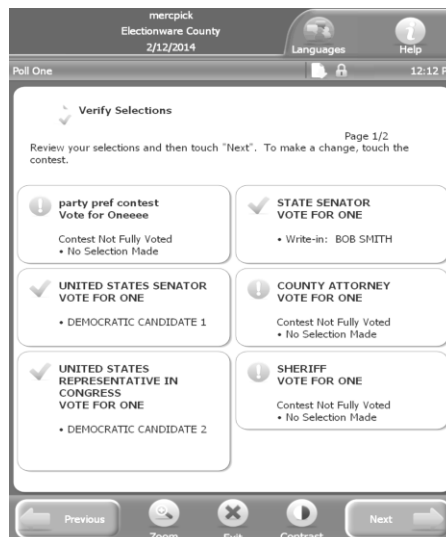 mercpick
Electionware County
2/12/2014
Languages
Help
Poll One
12:12 P
Verify Selections
Page 1/2
Review your selections and then touch "Next". To make a change, touch the
contest.
party pref contest
Vote for Oneeee
Contest Not Fully Voted
• No Selection Made
STATE SENATOR
VOTE FOR ONE
• Write-in: BOB SMITH
UNITED STATES SENATOR
VOTE FOR ONE
• DEMOCRATIC CANDIDATE 1
COUNTY ATTORNEY
VOTE FOR ONE
Contest Not Fully Voted
• No Selection Made
UNITED STATES
REPRESENTATIVE IN
CONGRESS
VOTE FOR ONE
• DEMOCRATIC CANDIDATE 2
SHERIFF
VOTE FOR ONE
Contest Not Fully Voted
• No Selection Made
Previous
Zoom
Exit
Contrast
Next